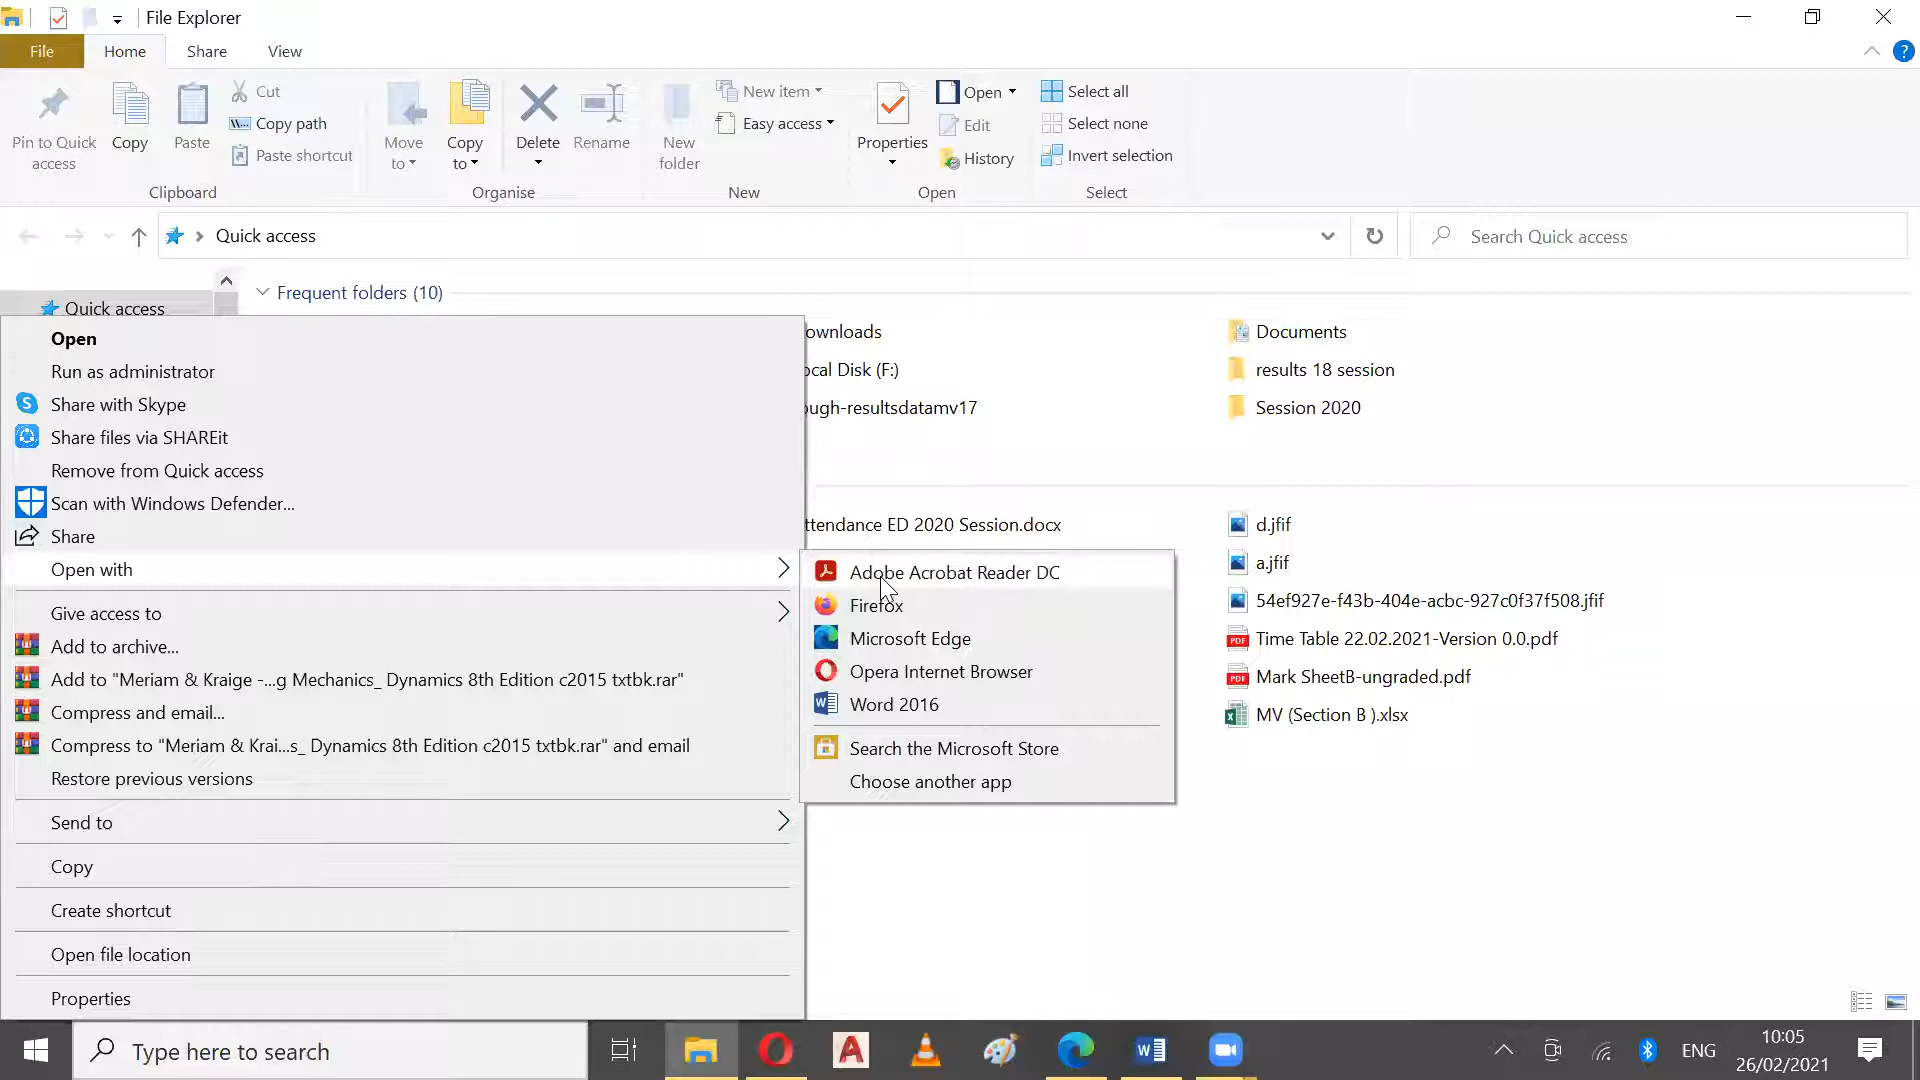 File Explorer
File
Home
Share
View
Pin to Quick access
Copy
Paste
Cut
Copy path
Paste shortcut
Clipboard
Move to
Copy to
Delete
Rename
Organise
New folder
New item
Easy access
New
Properties
Open
Edit
History
Open
Select all
Select none
Invert selection
Select
Quick access
Search Quick access
Quick access
Frequent folders (10)
ownloads
Documents
ocal Disk (F:)
results 18 session
ough-resultsdatamv17
Session 2020
ttendance ED 2020 Session.docx
d.jfif
a.jfif
54ef927e-f43b-404e-acbc-927c0f37f508.jfif
Time Table 22.02.2021-Version 0.0.pdf
Mark SheetB-ungraded.pdf
MV (Section B ).xlsx
Open
Run as administrator
Share with Skype
Share files via SHAREit
Remove from Quick access
Scan with Windows Defender...
Share
Open with
Give access to
Add to archive...
Add to "Meriam & Kraige -...g Mechanics_ Dynamics 8th Edition c2015 txtbk.rar"
Compress and email...
Compress to "Meriam & Krai...s_ Dynamics 8th Edition c2015 txtbk.rar" and email
Restore previous versions
Send to
Copy
Create shortcut
Open file location
Properties
Adobe Acrobat Reader DC
Firefox
Microsoft Edge
Opera Internet Browser
Word 2016
Search the Microsoft Store
Choose another app
Type here to search
ENG
10:05
26/02/2021